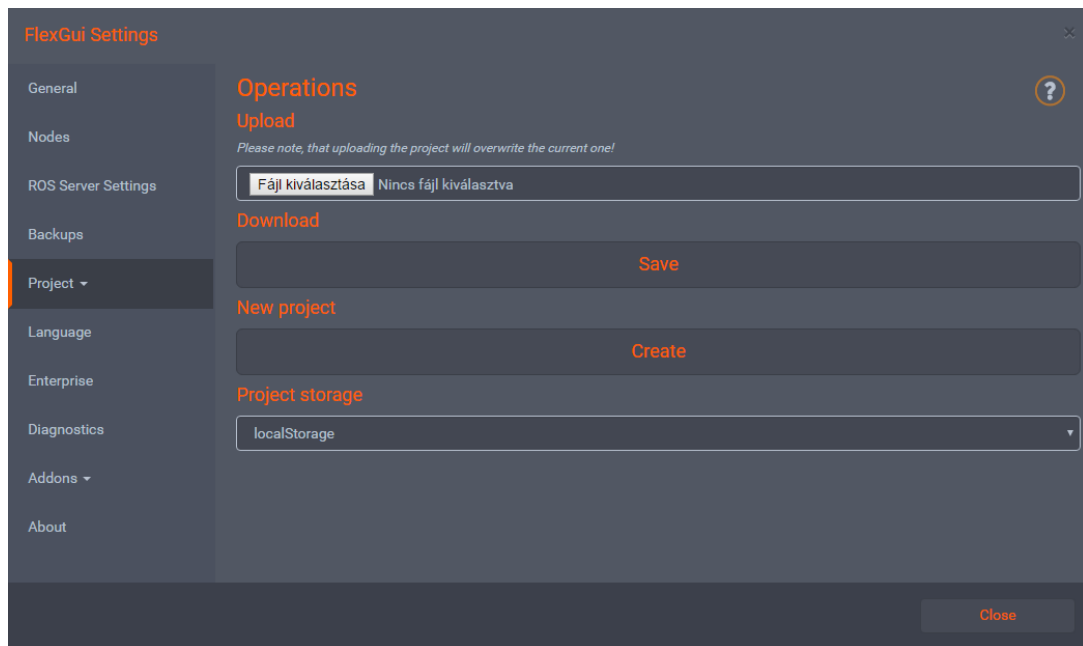 FlexGui Settings
×
General
Nodes
ROS Server Settings
Backups
Project
Language
Enterprise
Diagnostics
Addons
About
Operations
?
Upload
Please note, that uploading the project will overwrite the current one!
Fájl kiválasztása Nincs fájl kiválasztva
Download
Save
New project
Create
Project storage
localStorage
Close